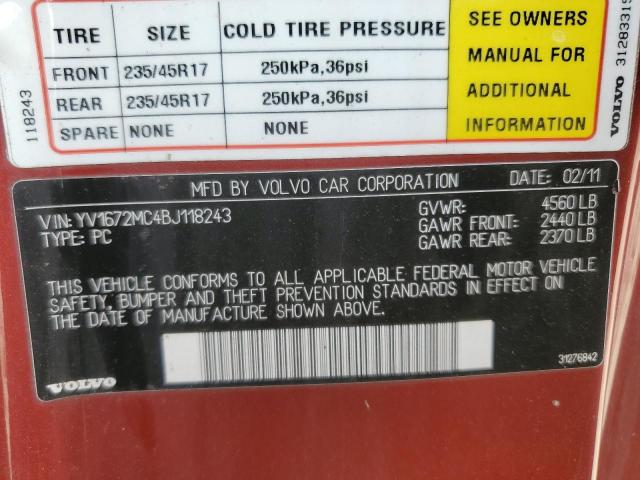 TIRE SIZE COLD TIRE PRESSURE
FRONT 235/45R17 250kPa,36psi
REAR 235/45R17 250kPa,36psi
SPARE NONE NONE
SEE OWNERS
MANUAL FOR
ADDITIONAL
INFORMATION
118243
VOLVO 31283319
MFD BY VOLVO CAR CORPORATION DATE: 02/11
VIN: YV1672MC4BJ118243
TYPE: PC
GVWR: 4560 LB
GAWR FRONT: 2440 LB
GAWR REAR: 2370 LB
THIS VEHICLE CONFORMS TO ALL APPLICABLE FEDERAL MOTOR VEHICLE
SAFETY, BUMPER AND THEFT PREVENTION STANDARDS IN EFFECT ON
THE DATE OF MANUFACTURE SHOWN ABOVE.
VOLVO
31276842